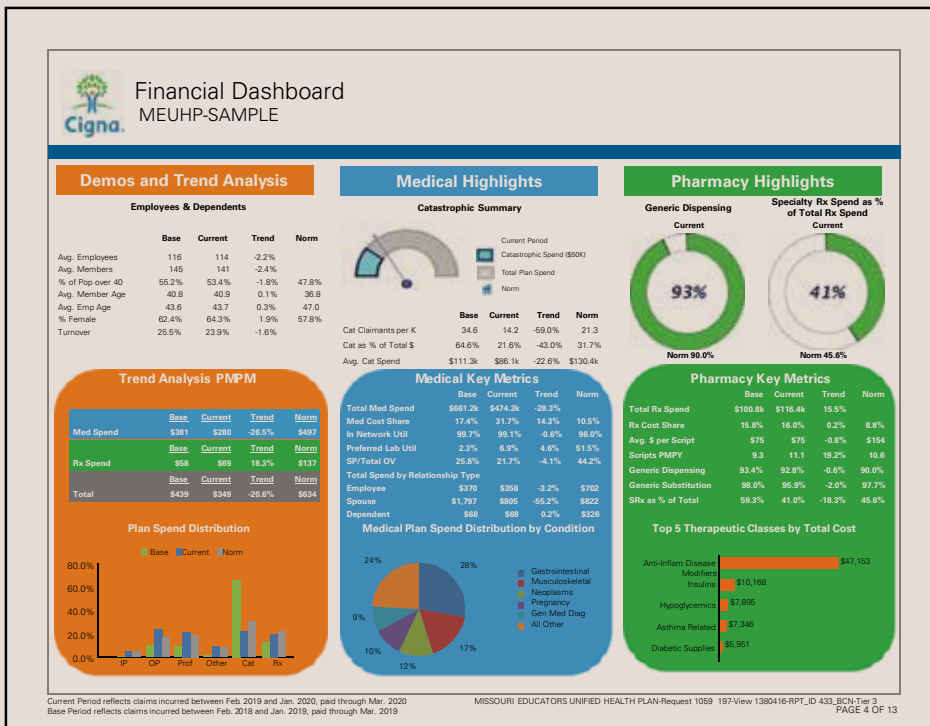 Cigna.
Financial Dashboard
MEUHP-SAMPLE
Demos and Trend Analysis
Employees & Dependents
Base Current Trend Norm
Avg. Employees 116 114 -2.2%
Avg. Members 145 141 -2.4%
% of Pop over 40 55.2% 53.4% -1.8% 47.8%
Avg. Member Age 40.8 40.9 0.1% 36.8
Avg. Emp Age 43.6 43.7 0.3% 47.0
% Female 62.4% 64.3% 1.9% 57.8%
Turnover 25.5% 23.9% -1.6%
Trend Analysis PMPM
Base Current Trend Norm
Med Spend $381 $280 -26.5% $497
Base Current Trend Norm
Rx Spend $58 $69 18.3% $137
Base Current Trend Norm
Total $439 $349 -20.6% $634
Plan Spend Distribution
Base Current Norm
80.0%
60.0%
40.0%
20.0%
0.0%
IP OP Prof Other Cat Rx
Medical Highlights
Catastrophic Summary
Current Period
Catastrophic Spend ($50K)
Total Plan Spend
Norm
Base Current Trend Norm
Cat Claimants per K 34.6 14.2 -59.0% 21.3
Cat as % of Total $ 64.6% 21.6% -43.0% 31.7%
Avg. Cat Spend $111.3k $86.1k -22.6% $130.4k
Medical Key Metrics
Base Current Trend Norm
Total Med Spend $661.2k $474.3k -28.3%
Med Cost Share 17.4% 31.7% 14.3% 10.5%
In Network Util 99.7% 99.1% -0.6% 96.0%
Preferred Lab Util 2.3% 6.9% 4.6% 51.5%
SP/Total OV 25.8% 21.7% -4.1% 44.2%
Total Spend by Relationship Type
Employee $370 $358 -3.2% $702
Spouse $1,797 $805 -55.2% $822
Dependent $68 $68 0.2% $326
Medical Plan Spend Distribution by Condition
24%
28%
9%
10%
12%
17%
Gastrointestinal
Musculoskeletal
Neoplasms
Pregnancy
Gen Med Diag
All Other
Pharmacy Highlights
Generic Dispensing
Current
93%
Norm 90.0%
Specialty Rx Spend as %
of Total Rx Spend
Current
41%
Norm 45.6%
Pharmacy Key Metrics
Base Current Trend Norm
Total Rx Spend $100.8k $116.4k 15.5%
Rx Cost Share 15.8% 16.0% 0.2% 8.8%
Avg. $ per Script $75 $75 -0.8% $154
Scripts PMPY 9.3 11.1 19.2% 10.6
Generic Dispensing 93.4% 92.8% -0.6% 90.0%
Generic Substitution 98.0% 95.9% -2.0% 97.7%
SRx as % of Total 59.3% 41.0% -18.3% 45.6%
Top 5 Therapeutic Classes by Total Cost
Anti-Inflam Disease
Modifiers $47,153
Insulins $10,168
Hypoglycemics $7,895
Asthma Related $7,346
Diabetic Supplies $5,951
Current Period reflects claims incurred between Feb. 2019 and Jan. 2020, paid through Mar. 2020
Base Period reflects claims incurred between Feb. 2018 and Jan. 2019, paid through Mar. 2019
MISSOURI EDUCATORS UNIFIED HEALTH PLAN-Request 1059 197-View 1380416-RPT_ID 433_BCN-Tier 3
PAGE 4 OF 13